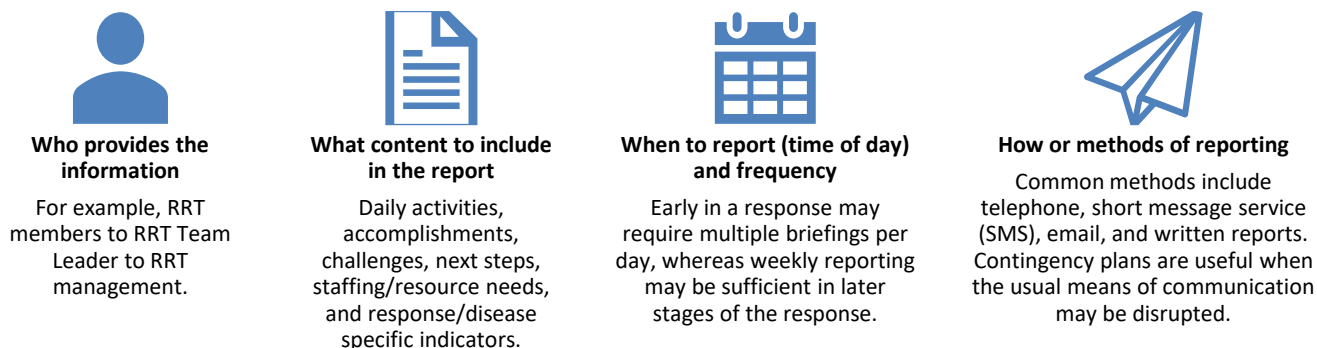 Who provides the
information
For example, RRT
members to RRT Team
Leader to RRT
management.
What content to include
in the report
Daily activities,
accomplishments,
challenges, next steps,
staffing/resource needs,
and response/disease
specific indicators.
When to report (time of day)
and frequency
Early in a response may
require multiple briefings per
day, whereas weekly reporting
may be sufficient in later
stages of the response.
How or methods of reporting
Common methods include
telephone, short message service
(SMS), email, and written reports.
Contingency plans are useful when
the usual means of communication
may be disrupted.